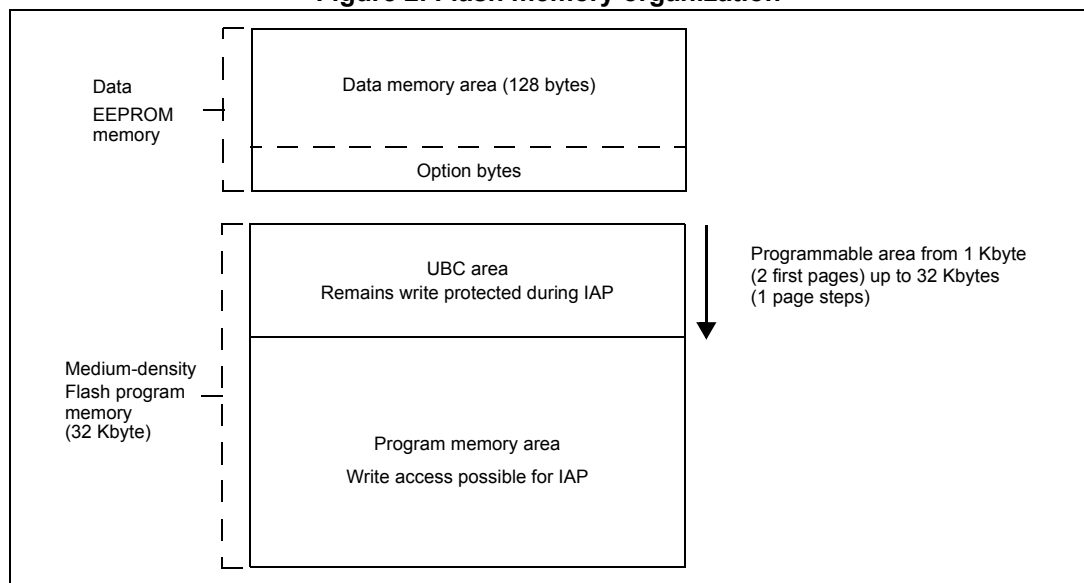 Figure 2. Flash memory organization
Data
EEPROM
memory
Data memory area (128 bytes)
Option bytes
UBC area
Remains write protected during IAP
Programmable area from 1 Kbyte
(2 first pages) up to 32 Kbytes
(1 page steps)
Medium-density
Flash program
memory
(32 Kbyte)
Program memory area
Write access possible for IAP